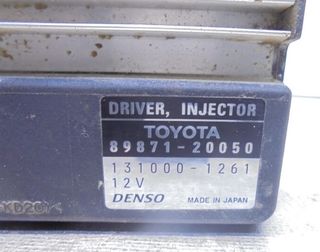 DRIVER, INJECTOR
TOYOTA
89871-20050
131000-1261
12V
DENSO MADE IN JAPAN